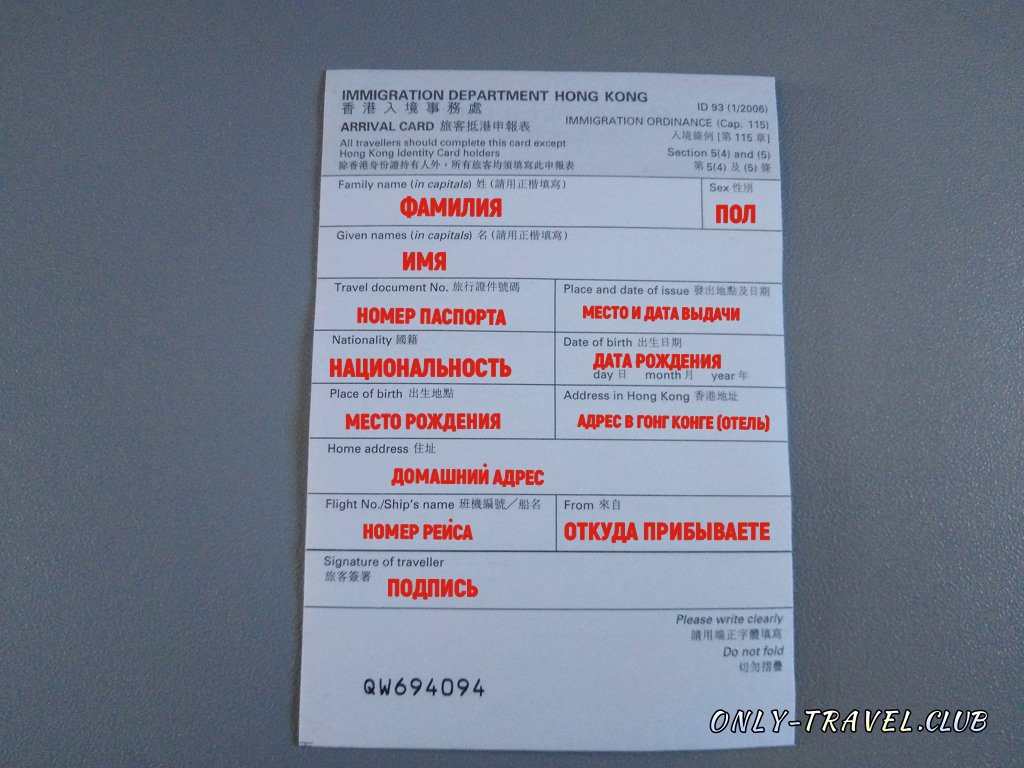 IMMIGRATION DEPARTMENT HONG KONG
香港入境事務處
ID 93 (1/2006)
ARRIVAL CARD 旅客抵港申報表
IMMIGRATION ORDINANCE (Cap. 115)
入境條例 [第 115 章]
All travellers should complete this card except
Hong Kong Identity Card holders
除香港身份證持有人外，所有旅客均須填寫此申報表
Section 5(4) and (5)
第 5(4) 及 (5) 條
Family name (in capitals) 姓 (請用正楷填寫)
ФАМИЛИЯ
Sex 性別
ПОЛ
Given names (in capitals) 名 (請用正楷填寫)
ИМЯ
Travel document No. 旅行證件號碼
НОМЕР ПАСПОРТА
Place and date of issue 發出地點及日期
МЕСТО И ДАТА ВЫДАЧИ
Nationality 國籍
НАЦИОНАЛЬНОСТЬ
Date of birth 出生日期
ДАТА РОЖДЕНИЯ
day 日 month 月 year 年
Place of birth 出生地點
МЕСТО РОЖДЕНИЯ
Address in Hong Kong 香港地址
АДРЕС В ГОНГ КОНГЕ (ОТЕЛЬ)
Home address 住址
ДОМАШНИЙ АДРЕС
Flight No./Ship's name 班機編號／船名
НОМЕР РЕЙСА
From 來自
ОТКУДА ПРИБЫВАЕТЕ
Signature of traveller
旅客簽署
ПОДПИСЬ
Please write clearly
請用端正字體填寫
Do not fold
切勿摺疊
QW694094
ONLY-TRAVEL.CLUB